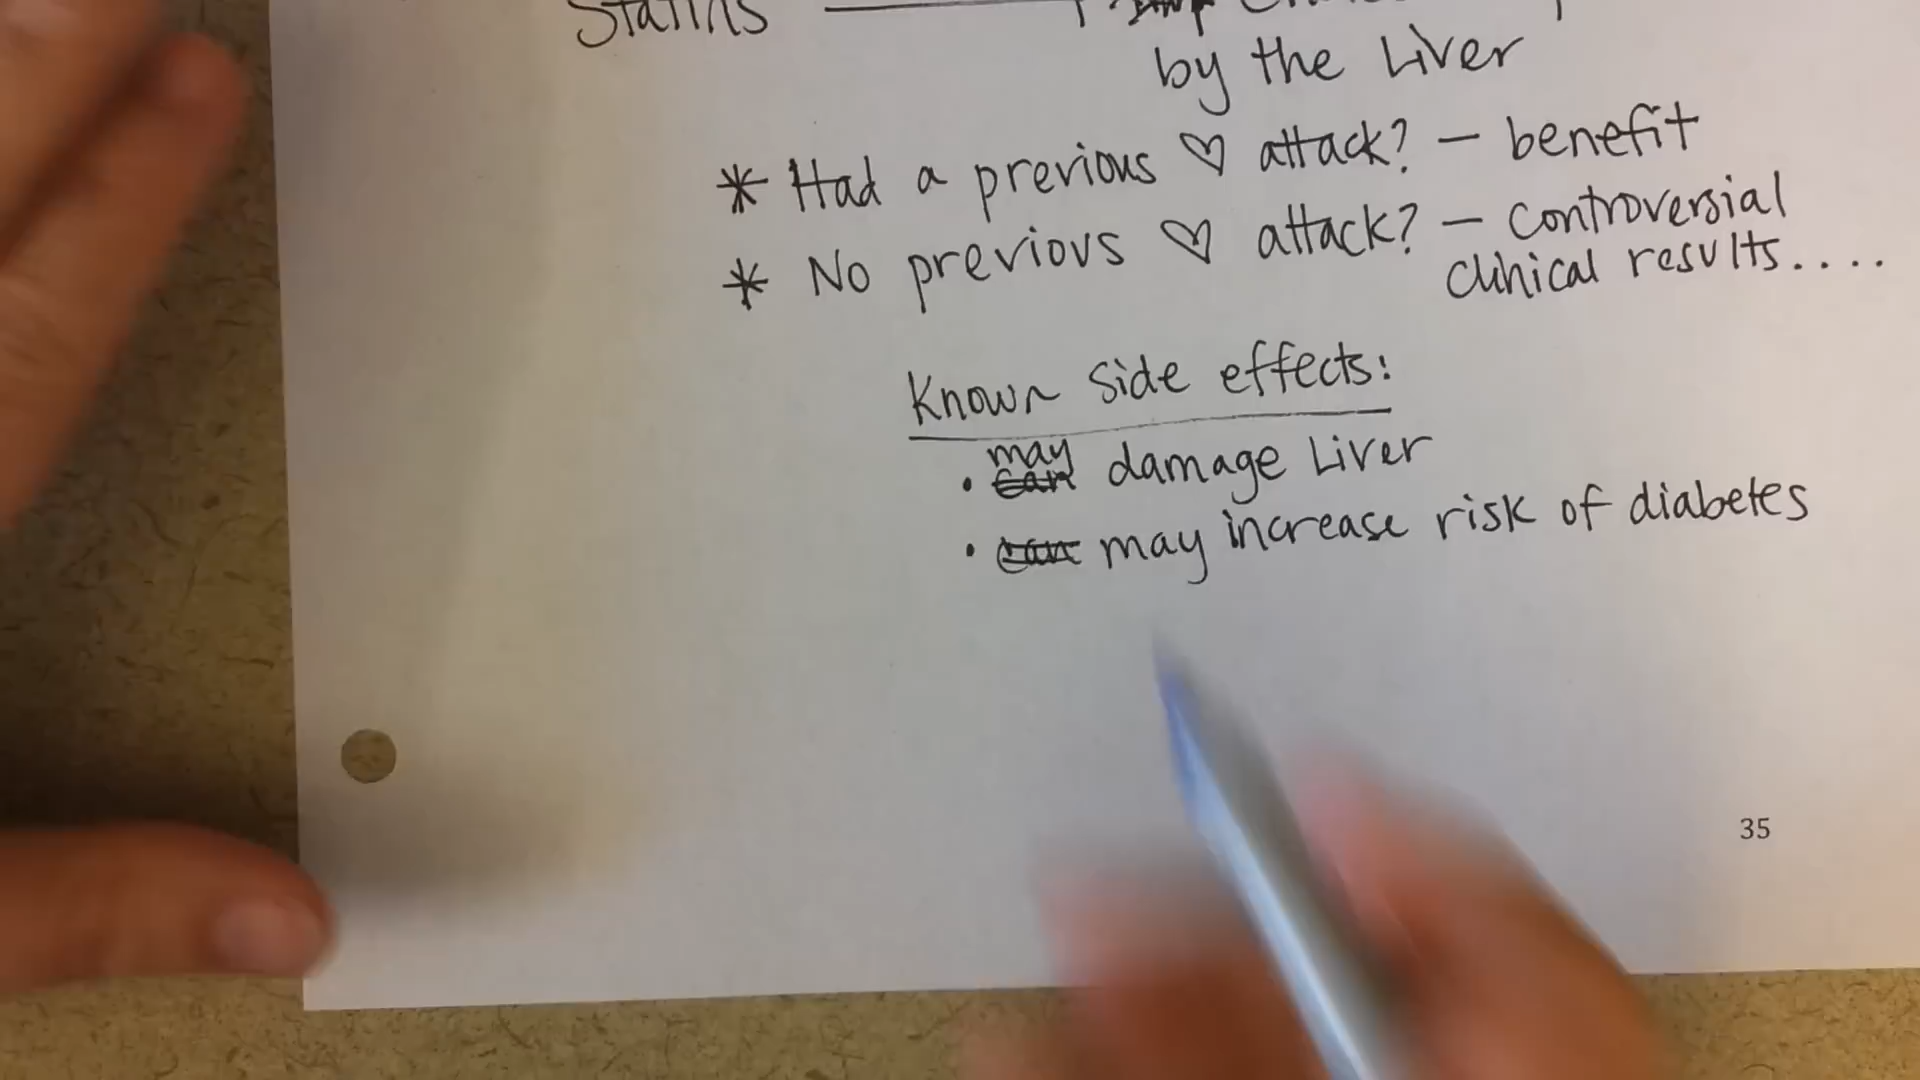 Statins
by the Liver
* Had a previous ♡ attack? — benefit
* No previous ♡ attack? — controversial
clinical results....
Known side effects:
• may damage Liver
• may increase risk of diabetes
35